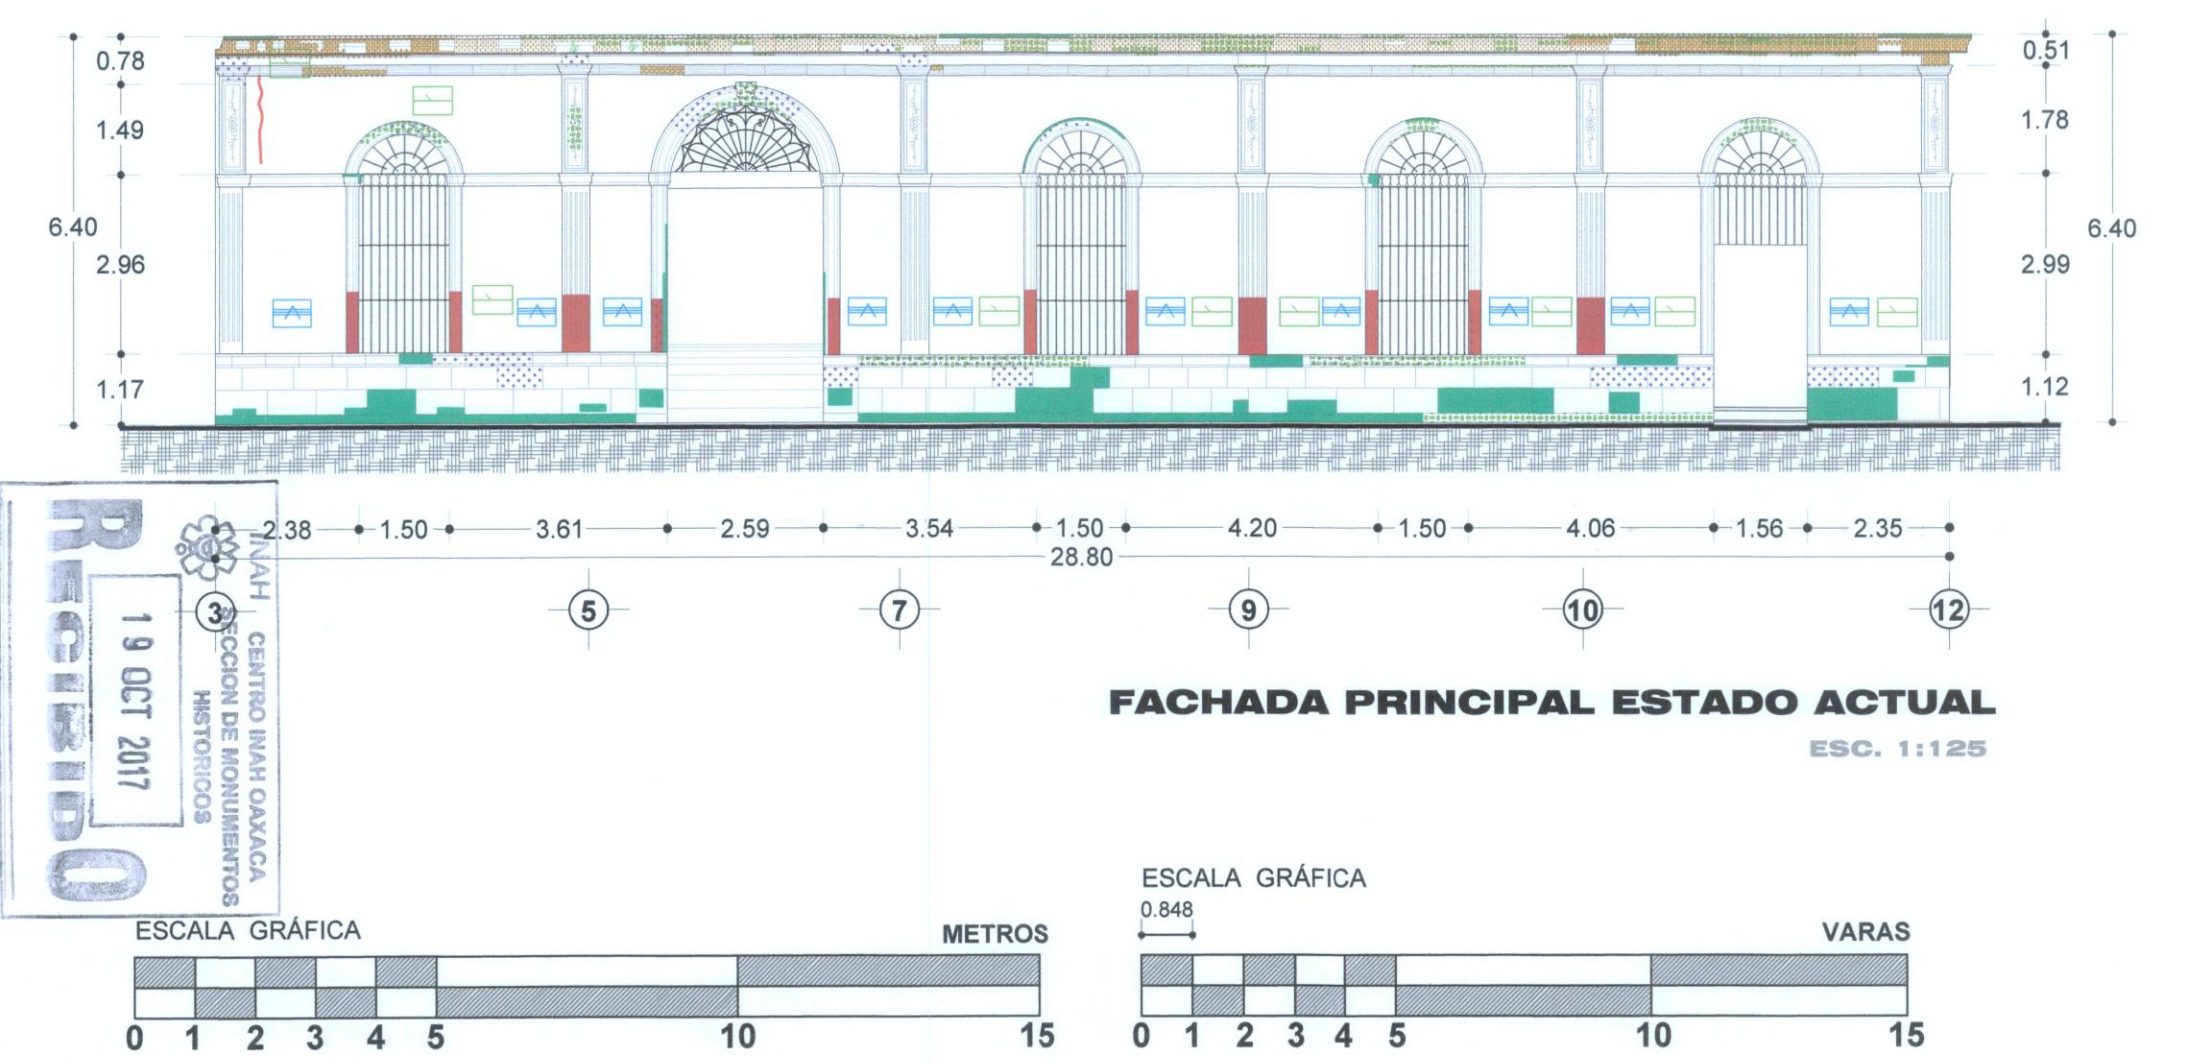 0.78
1.49
6.40
2.96
1.17
0.51
1.78
6.40
2.99
1.12
2.38 1.50 3.61 2.59 3.54 1.50 4.20 1.50 4.06 1.56 2.35
28.80
3 5 7 9 10 12
FACHADA PRINCIPAL ESTADO ACTUAL
ESC. 1:125
RECIBIDO
19 OCT 2017
INAH CENTRO INAH OAXACA
SECCION DE MONUMENTOS
HISTORICOS
ESCALA GRÁFICA
METROS
0 1 2 3 4 5 10 15
ESCALA GRÁFICA
0.848
VARAS
0 1 2 3 4 5 10 15